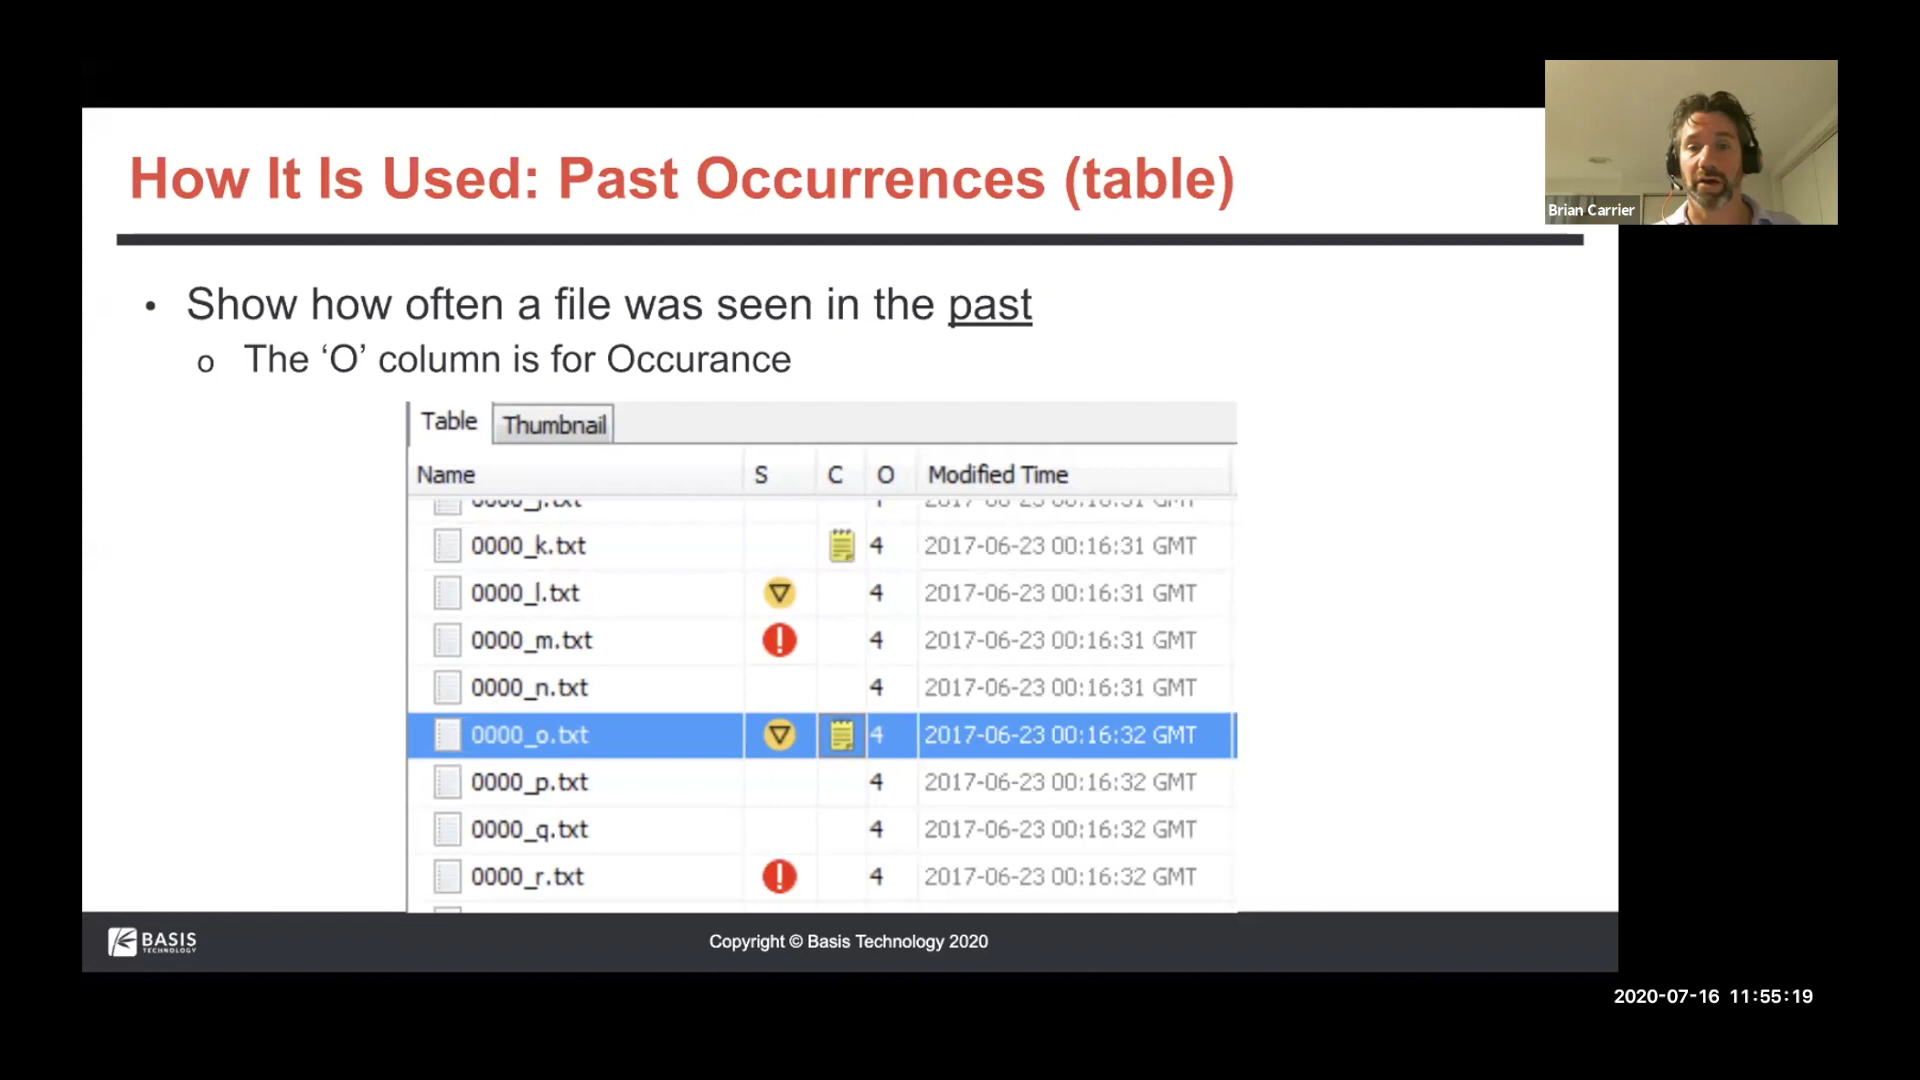 How It Is Used: Past Occurrences (table)
Brian Carrier
• Show how often a file was seen in the past
o The ‘O’ column is for Occurance
Table Thumbnail
Name S C O Modified Time
0000_k.txt 4 2017-06-23 00:16:31 GMT
0000_l.txt 4 2017-06-23 00:16:31 GMT
0000_m.txt 4 2017-06-23 00:16:31 GMT
0000_n.txt 4 2017-06-23 00:16:31 GMT
0000_o.txt 4 2017-06-23 00:16:32 GMT
0000_p.txt 4 2017-06-23 00:16:32 GMT
0000_q.txt 4 2017-06-23 00:16:32 GMT
0000_r.txt 4 2017-06-23 00:16:32 GMT
BASIS
TECHNOLOGY
Copyright © Basis Technology 2020
2020-07-16 11:55:19